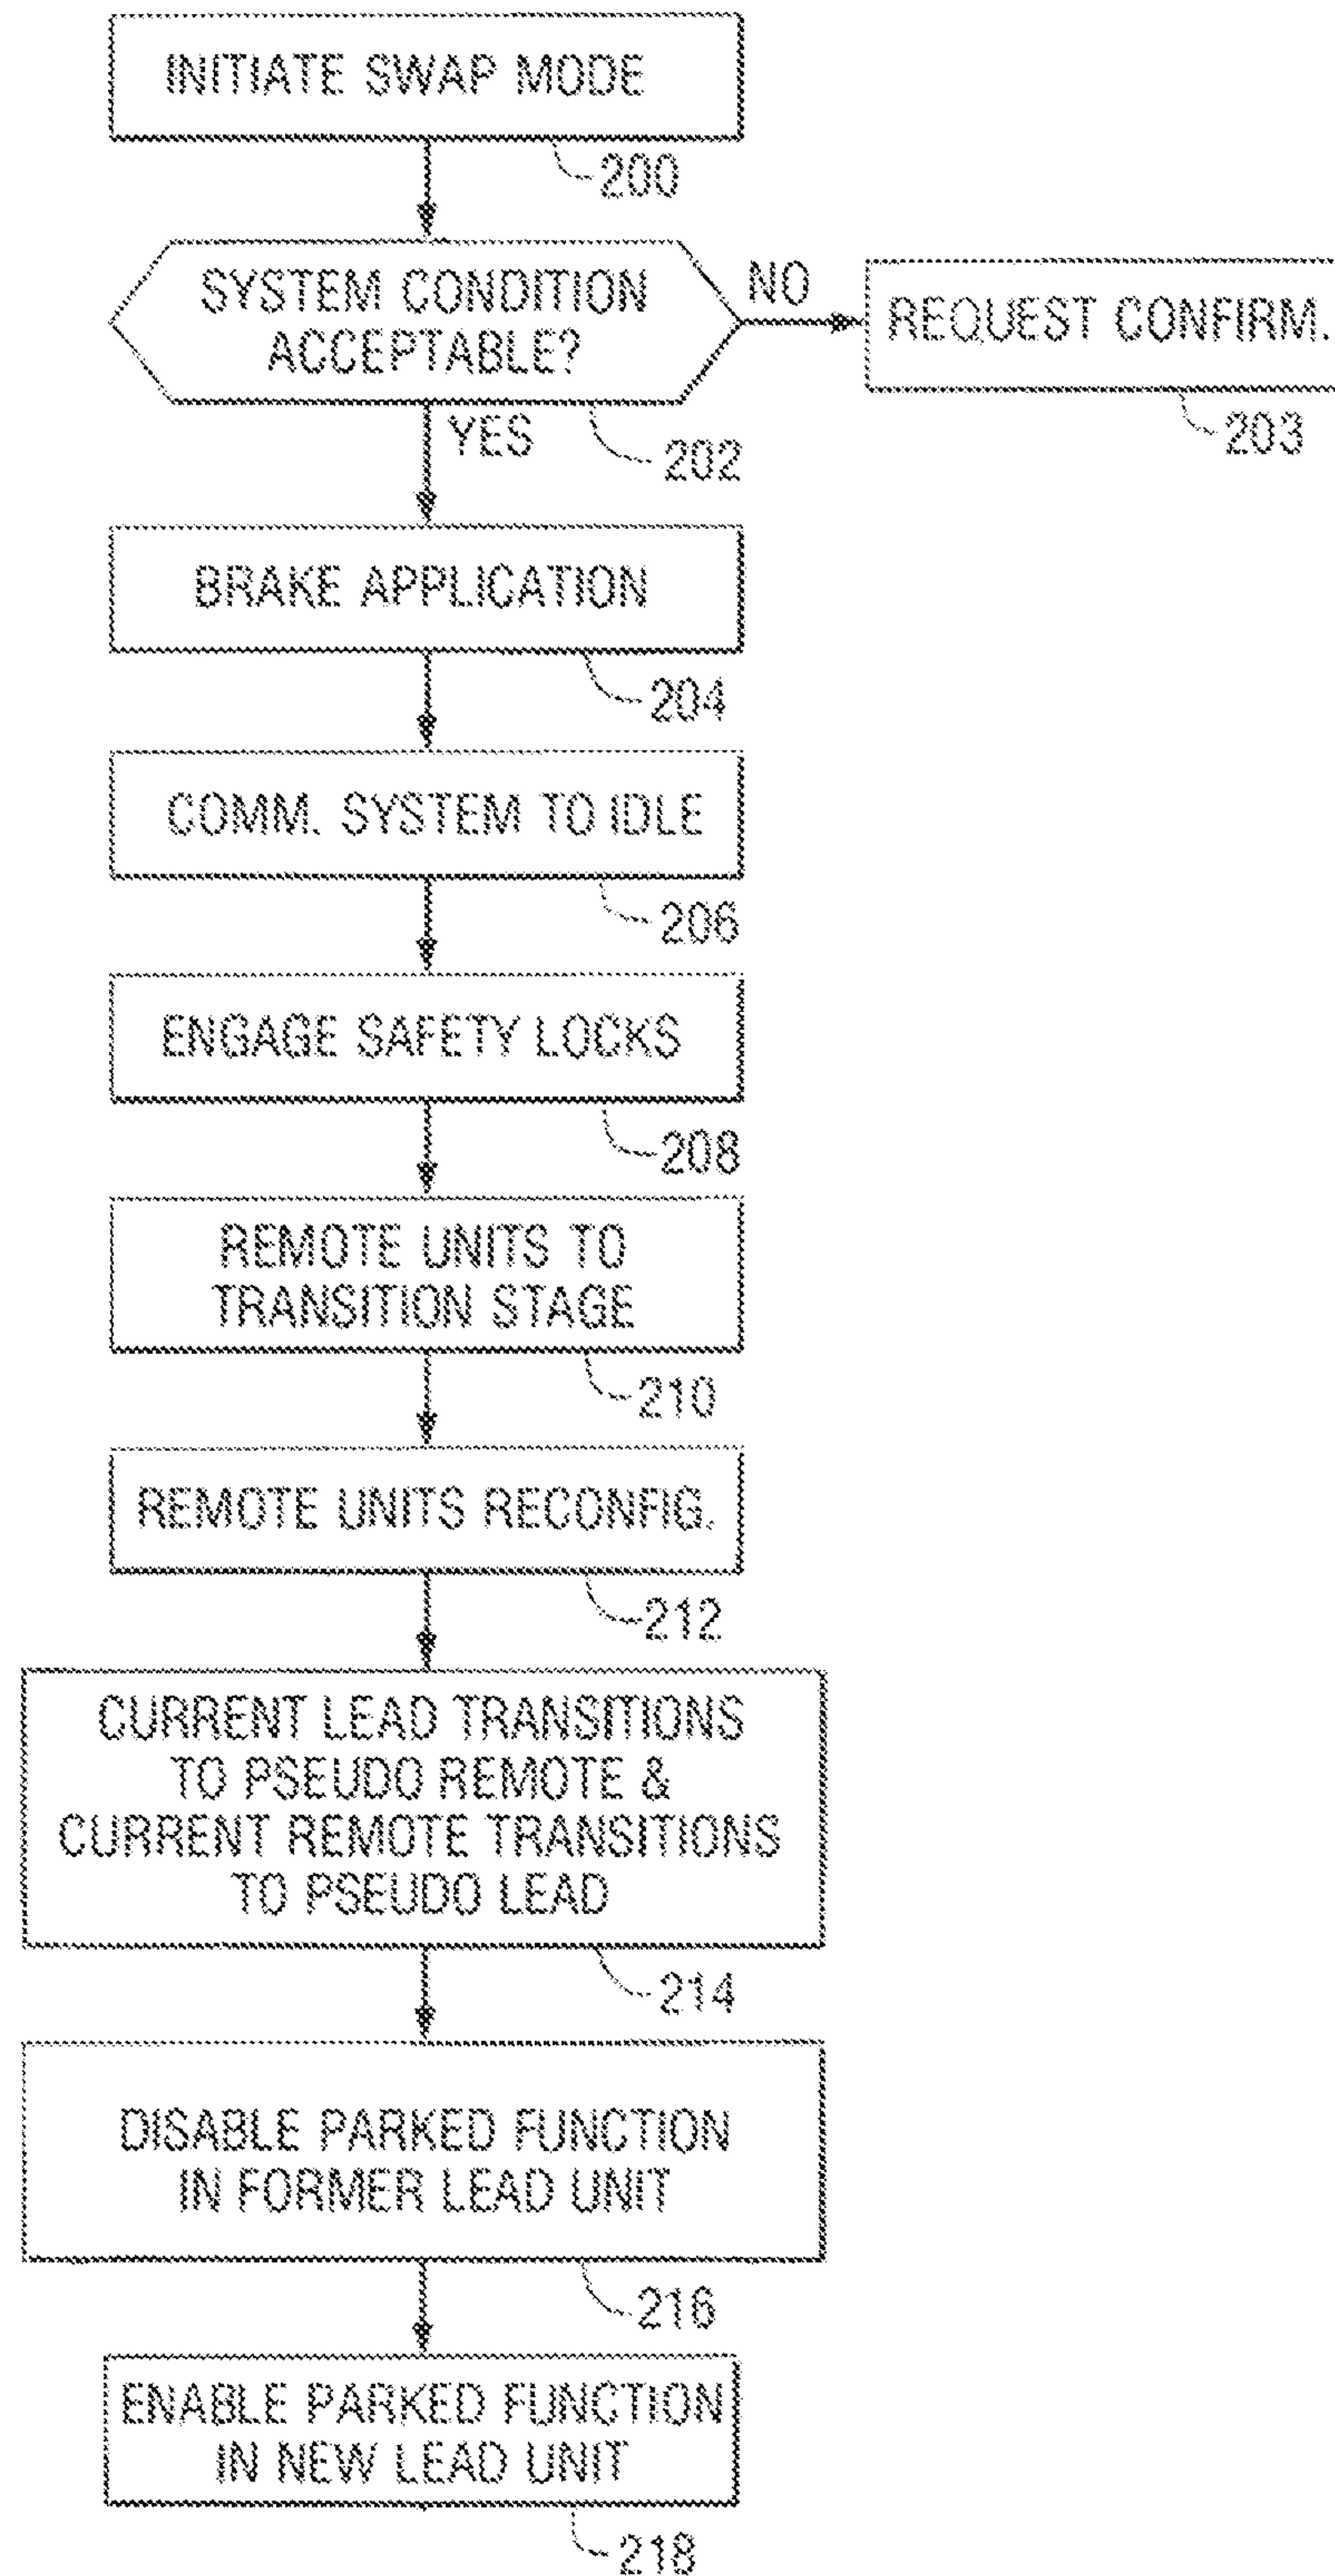 INITIATE SWAP MODE
200
SYSTEM CONDITION
ACCEPTABLE?
NO
REQUEST CONFIRM.
203
YES
202
BRAKE APPLICATION
204
COMM. SYSTEM TO IDLE
206
ENGAGE SAFETY LOCKS
208
REMOTE UNITS TO
TRANSITION STAGE
210
REMOTE UNITS RECONFIG.
212
CURRENT LEAD TRANSITIONS
TO PSEUDO REMOTE &
CURRENT REMOTE TRANSITIONS
TO PSEUDO LEAD
214
DISABLE PARKED FUNCTION
IN FORMER LEAD UNIT
216
ENABLE PARKED FUNCTION
IN NEW LEAD UNIT
218